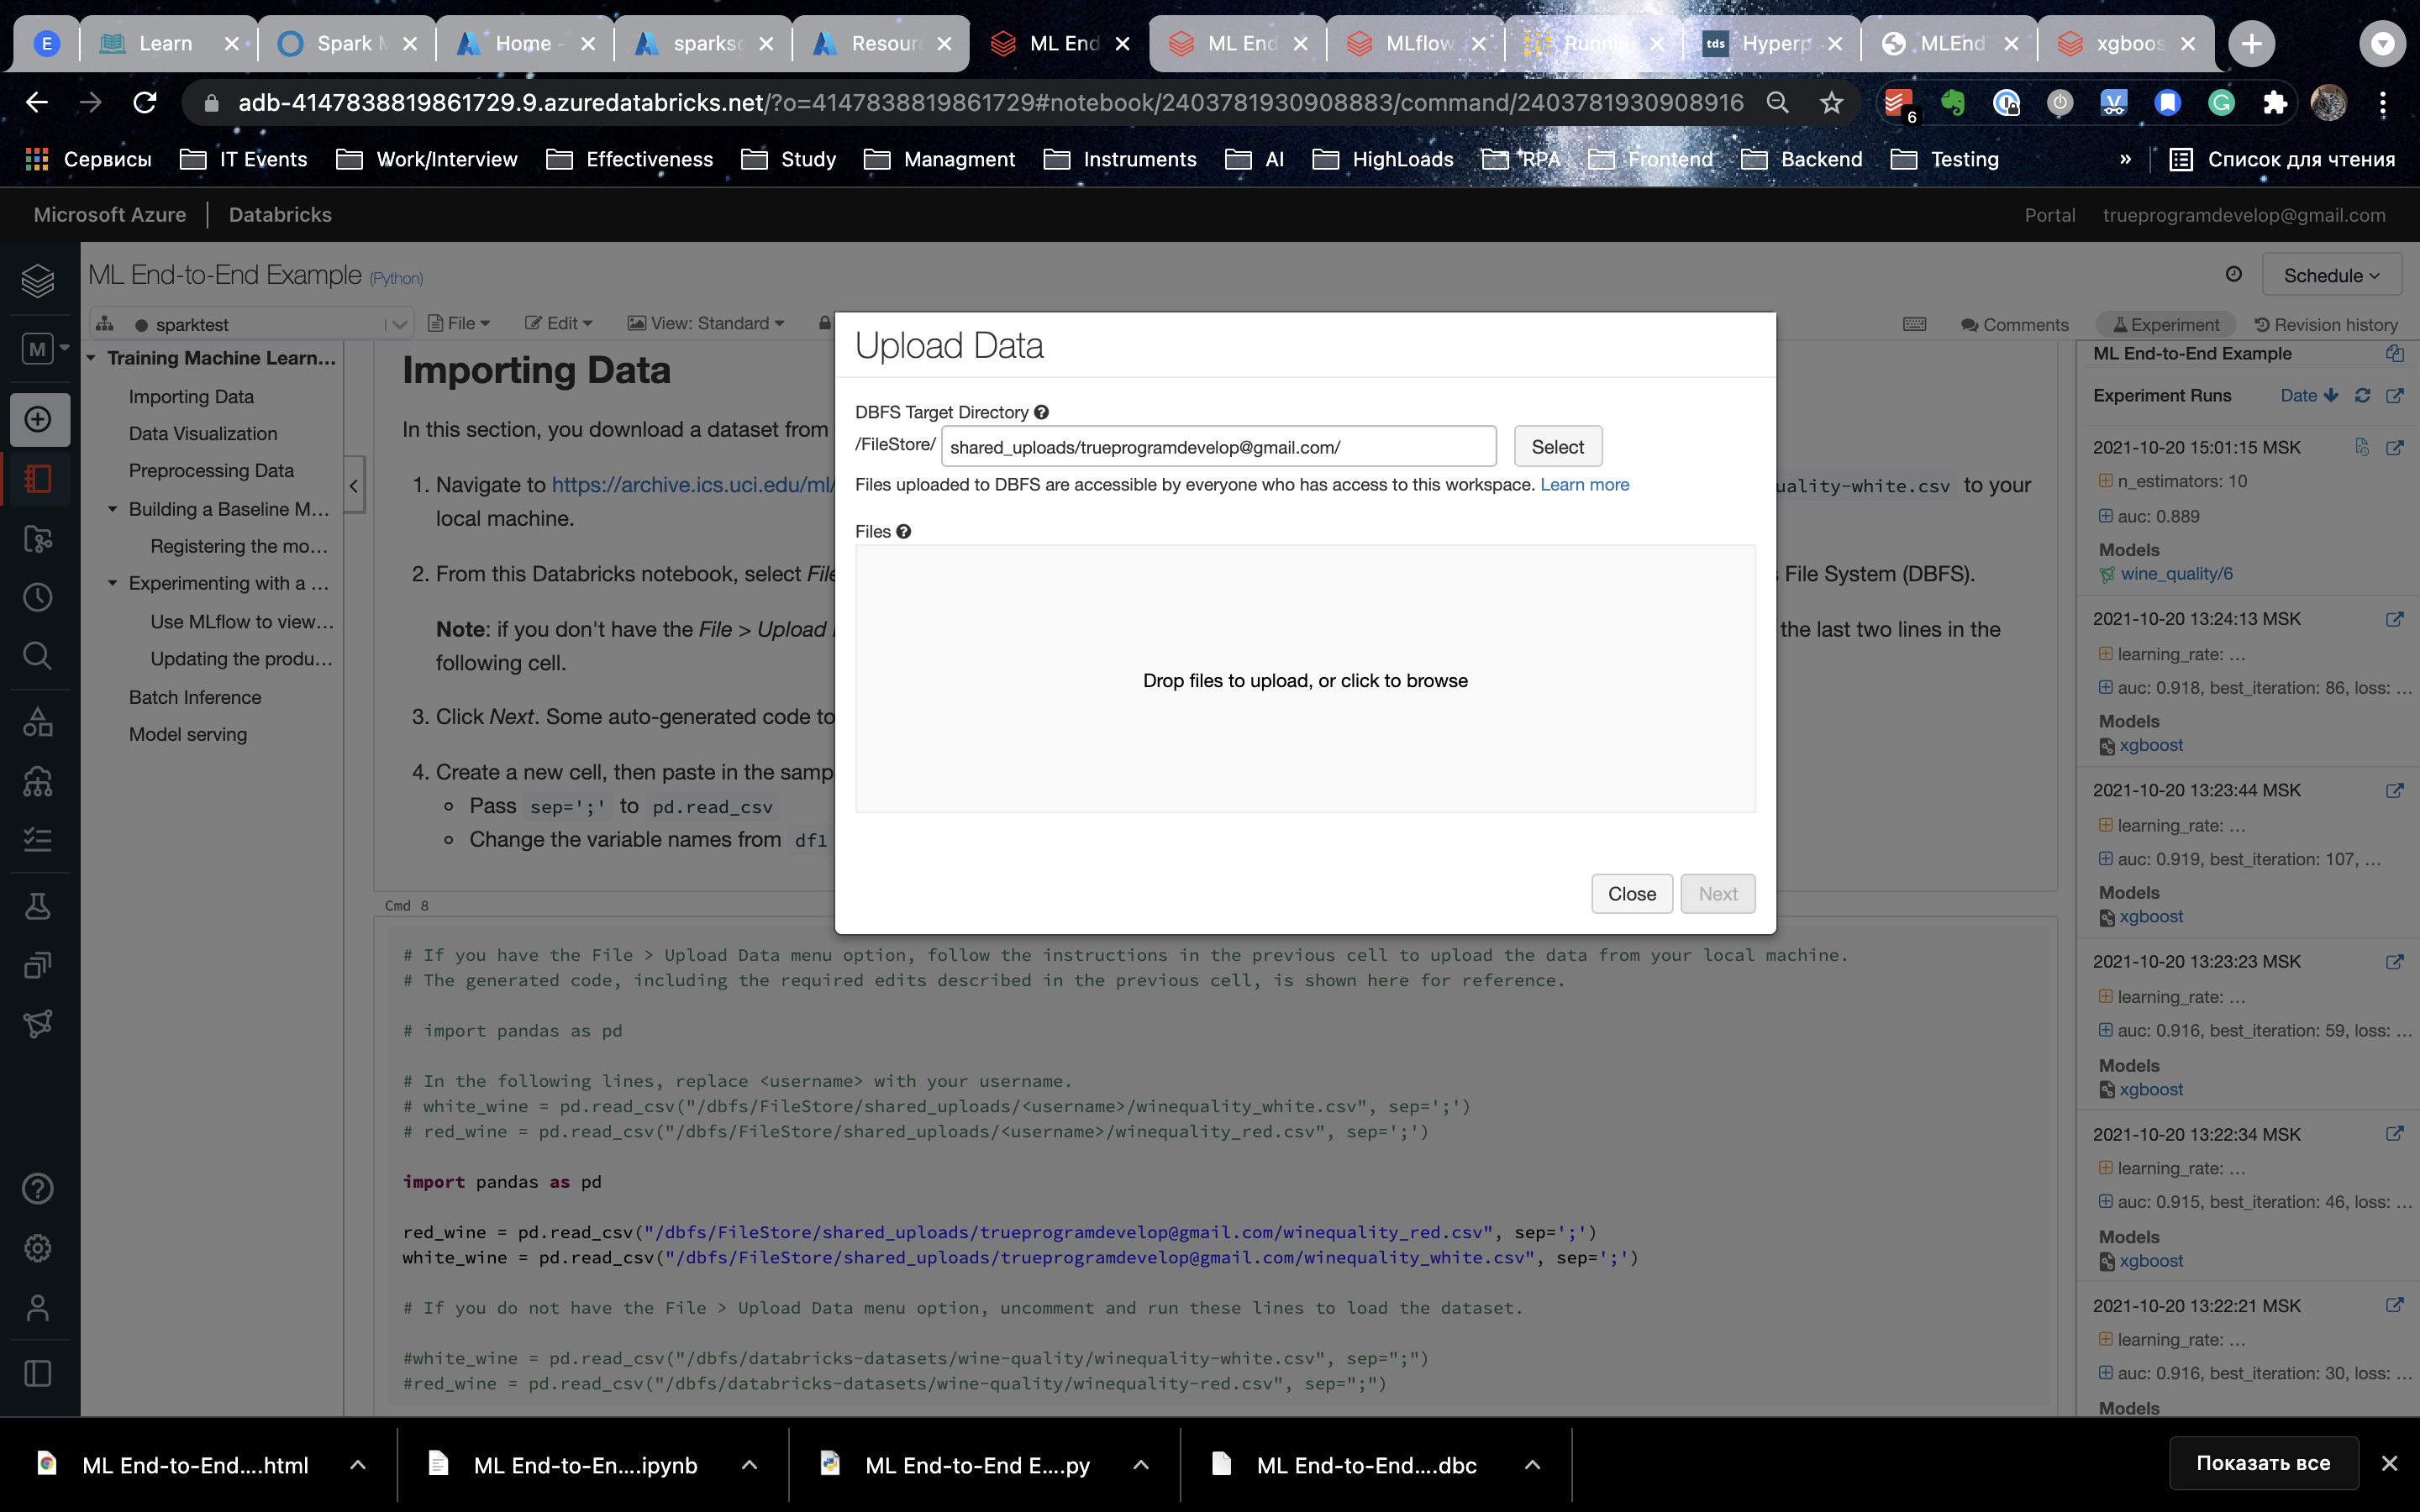 E
Learn
Spark M
Home -
sparksc
Resour
ML End
ML End
MLflow
Runni
tds
Hyperp
MLEnd
xgboos
adb-4147838819861729.9.azuredatabricks.net/?o=4147838819861729#notebook/2403781930908883/command/2403781930908916
6
Сервисы
IT Events
Work/Interview
Effectiveness
Study
Managment
Instruments
AI
HighLoads
RPA
Frontend
Backend
Testing
»
Список для чтения
Microsoft Azure | Databricks
Portal
trueprogramdevelop@gmail.com
ML End-to-End Example (Python)
Schedule
sparktest
File
Edit
View: Standard
Comments
Experiment
Revision history
M
Training Machine Learn...
Importing Data
Data Visualization
Preprocessing Data
Building a Baseline M...
Registering the mo...
Experimenting with a ...
Use MLflow to view...
Updating the produ...
Batch Inference
Model serving
Importing Data
In this section, you download a dataset from
1. Navigate to https://archive.ics.uci.edu/ml/
uality-white.csv to your
local machine.
2. From this Databricks notebook, select File
File System (DBFS).
Note: if you don't have the File > Upload
the last two lines in the
following cell.
3. Click Next. Some auto-generated code to
4. Create a new cell, then paste in the samp
Pass sep=';' to pd.read_csv
Change the variable names from df1
Upload Data
DBFS Target Directory
/FileStore/
shared_uploads/trueprogramdevelop@gmail.com/
Select
Files uploaded to DBFS are accessible by everyone who has access to this workspace. Learn more
Files
Drop files to upload, or click to browse
Close
Next
Cmd 8
# If you have the File > Upload Data menu option, follow the instructions in the previous cell to upload the data from your local machine.
# The generated code, including the required edits described in the previous cell, is shown here for reference.
# import pandas as pd
# In the following lines, replace <username> with your username.
# white_wine = pd.read_csv("/dbfs/FileStore/shared_uploads/<username>/winequality_white.csv", sep=';')
# red_wine = pd.read_csv("/dbfs/FileStore/shared_uploads/<username>/winequality_red.csv", sep=';')
import pandas as pd
red_wine = pd.read_csv("/dbfs/FileStore/shared_uploads/trueprogramdevelop@gmail.com/winequality_red.csv", sep=';')
white_wine = pd.read_csv("/dbfs/FileStore/shared_uploads/trueprogramdevelop@gmail.com/winequality_white.csv", sep=';')
# If you do not have the File > Upload Data menu option, uncomment and run these lines to load the dataset.
#white_wine = pd.read_csv("/dbfs/databricks-datasets/wine-quality/winequality-white.csv", sep=";")
#red_wine = pd.read_csv("/dbfs/databricks-datasets/wine-quality/winequality-red.csv", sep=";")
ML End-to-End Example
Experiment Runs
Date
2021-10-20 15:01:15 MSK
n_estimators: 10
auc: 0.889
Models
wine_quality/6
2021-10-20 13:24:13 MSK
learning_rate: ...
auc: 0.918, best_iteration: 86, loss: ...
Models
xgboost
2021-10-20 13:23:44 MSK
learning_rate: ...
auc: 0.919, best_iteration: 107, ...
Models
xgboost
2021-10-20 13:23:23 MSK
learning_rate: ...
auc: 0.916, best_iteration: 59, loss: ...
Models
xgboost
2021-10-20 13:22:34 MSK
learning_rate: ...
auc: 0.915, best_iteration: 46, loss: ...
Models
xgboost
2021-10-20 13:22:21 MSK
learning_rate: ...
auc: 0.916, best_iteration: 30, loss: ...
Models
ML End-to-End....html
ML End-to-En....ipynb
ML End-to-End E....py
ML End-to-End....dbc
Показать все